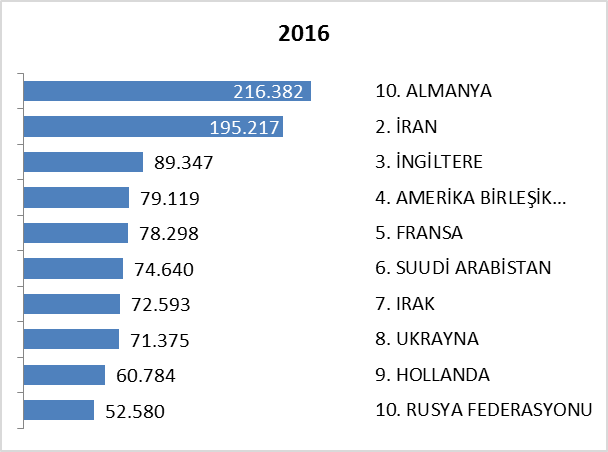 2016
216.382 10. ALMANYA
195.217 2. İRAN
89.347 3. İNGİLTERE
79.119 4. AMERİKA BİRLEŞİK...
78.298 5. FRANSA
74.640 6. SUUDİ ARABİSTAN
72.593 7. IRAK
71.375 8. UKRAYNA
60.784 9. HOLLANDA
52.580 10. RUSYA FEDERASYONU